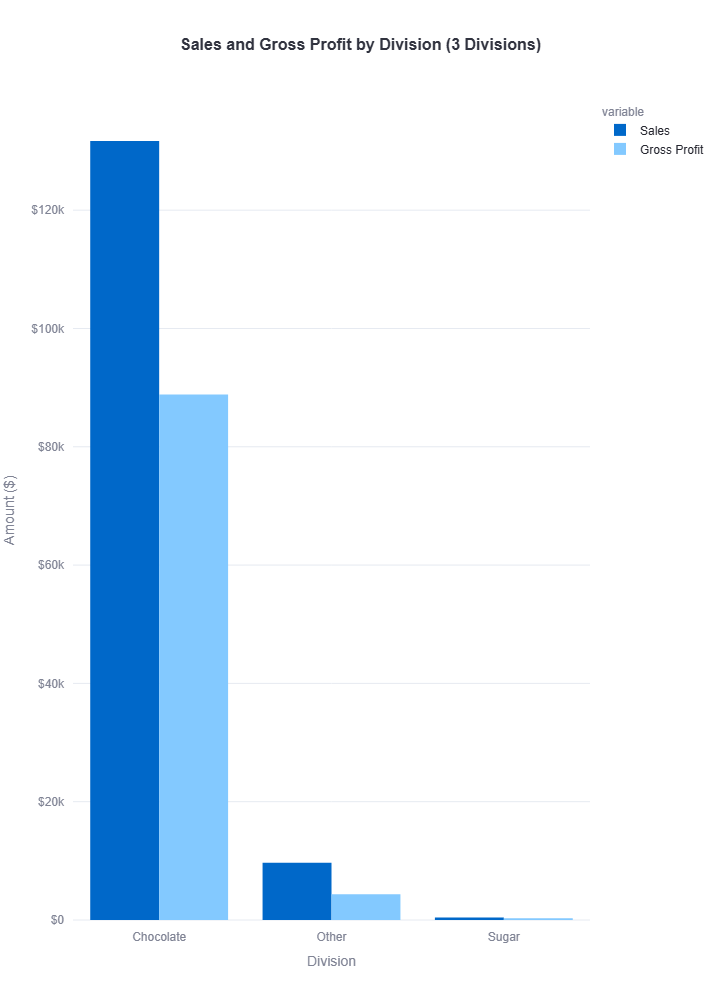 Sales and Gross Profit by Division (3 Divisions)
variable
Sales
Gross Profit
Amount ($)
$120k
$100k
$80k
$60k
$40k
$20k
$0
Chocolate
Other
Sugar
Division